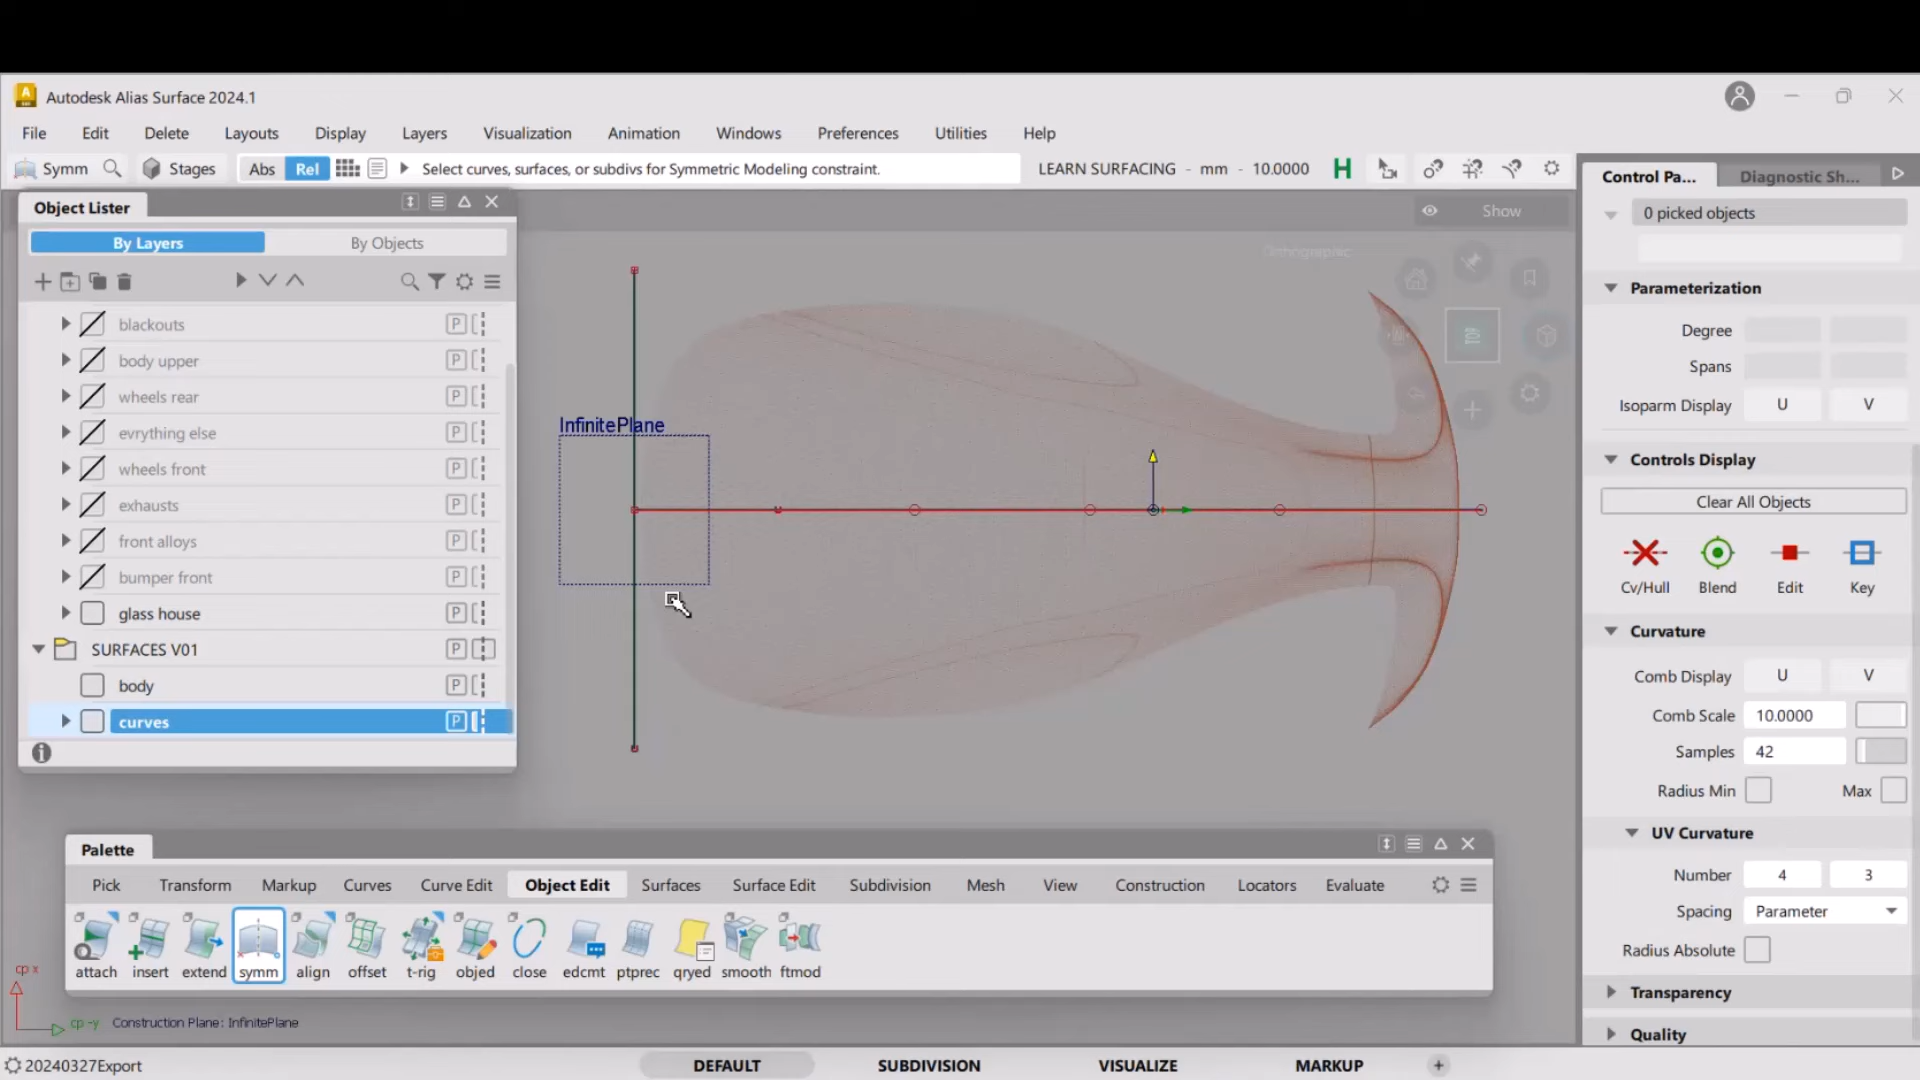 Autodesk Alias Surface 2024.1
File Edit Delete Layouts Display Layers Visualization Animation Windows Preferences Utilities Help
Symm Stages Abs Rel Select curves, surfaces, or subdivs for Symmetric Modeling constraint. LEARN SURFACING - mm - 10.0000 H
Control Pa... Diagnostic Sh...
Object Lister
Show
0 picked objects
By Layers By Objects
Orthographic
blackouts P
body upper P
wheels rear P
evrything else P
wheels front P
exhausts P
front alloys P
bumper front P
glass house P
SURFACES V01 P
body P
curves P
InfinitePlane
Parameterization
Degree
Spans
Isoparm Display U V
Controls Display
Clear All Objects
Cv/Hull Blend Edit Key
Curvature
Comb Display U V
Comb Scale 10.0000
Samples 42
Radius Min Max
UV Curvature
Number 4 3
Spacing Parameter
Radius Absolute
Transparency
Quality
Palette
Pick Transform Markup Curves Curve Edit Object Edit Surfaces Surface Edit Subdivision Mesh View Construction Locators Evaluate
attach insert extend symm align offset t-rig objed close edcmt ptprec qryed smooth ftmod
cp x
cp -y Construction Plane: InfinitePlane
20240327Export
DEFAULT SUBDIVISION VISUALIZE MARKUP +